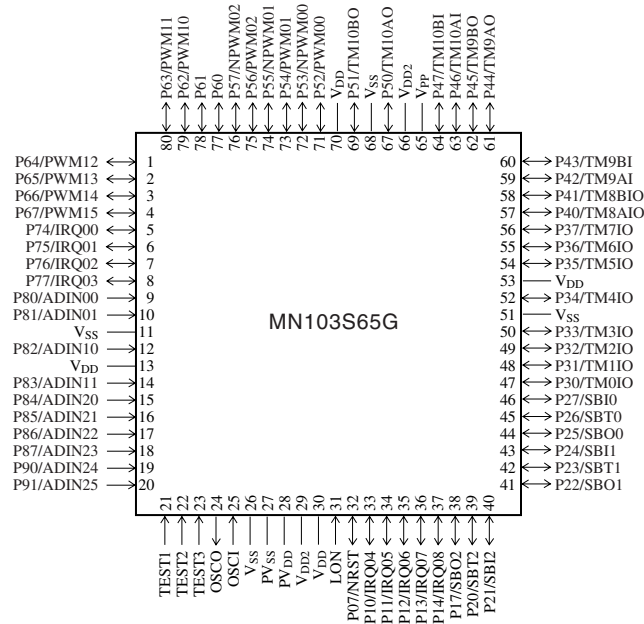 P63/PWM11
P62/PWM10
P61
P60
P57/NPWM02
P56/PWM02
P55/NPWM01
P54/PWM01
P53/NPWM00
P52/PWM00
VDD
P51/TM10BO
VSS
P50/TM10AO
VDD2
VPP
P47/TM10BI
P46/TM10AI
P45/TM9BO
P44/TM9AO
80
79
78
77
76
75
74
73
72
71
70
69
68
67
66
65
64
63
62
61
P64/PWM12 1
P65/PWM13 2
P66/PWM14 3
P67/PWM15 4
P74/IRQ00 5
P75/IRQ01 6
P76/IRQ02 7
P77/IRQ03 8
P80/ADIN00 9
P81/ADIN01 10
VSS 11
P82/ADIN10 12
VDD 13
P83/ADIN11 14
P84/ADIN20 15
P85/ADIN21 16
P86/ADIN22 17
P87/ADIN23 18
P90/ADIN24 19
P91/ADIN25 20
MN103S65G
60 P43/TM9BI
59 P42/TM9AI
58 P41/TM8BIO
57 P40/TM8AIO
56 P37/TM7IO
55 P36/TM6IO
54 P35/TM5IO
53 VDD
52 P34/TM4IO
51 VSS
50 P33/TM3IO
49 P32/TM2IO
48 P31/TM1IO
47 P30/TM0IO
46 P27/SBI0
45 P26/SBT0
44 P25/SBO0
43 P24/SBI1
42 P23/SBT1
41 P22/SBO1
21
22
23
24
25
26
27
28
29
30
31
32
33
34
35
36
37
38
39
40
TEST1
TEST2
TEST3
OSCO
OSCI
VSS
PVSS
PVDD
VDD2
VDD
LON
P07/NRST
P10/IRQ04
P11/IRQ05
P12/IRQ06
P13/IRQ07
P14/IRQ08
P17/SBO2
P20/SBT2
P21/SBI2